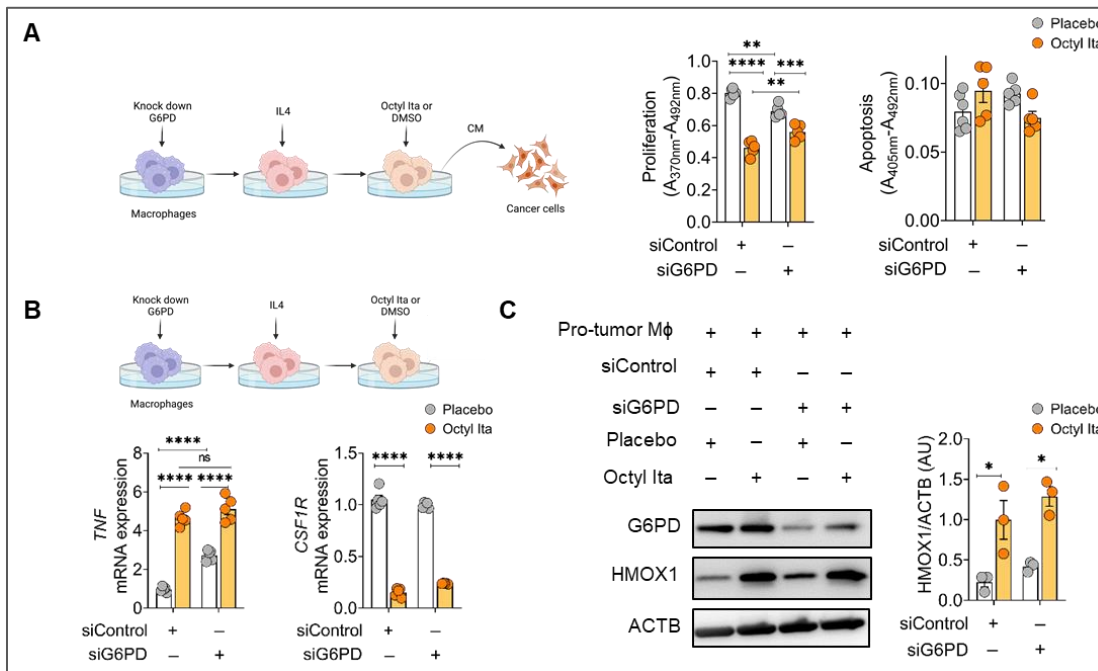 A
Knock down
G6PD
IL4
Octyl Ita or
DMSO
CM
Macrophages
Cancer cells
Placebo
Octyl Ita
Proliferation
(A370nm-A492nm)
1.0
0.8
0.6
0.4
0.2
0.0
**
**** ***
**
siControl + –
siG6PD – +
Apoptosis
(A405nm-A492nm)
0.10
0.05
0.00
siControl + –
siG6PD – +
B
Knock down
G6PD
IL4
Octyl Ita or
DMSO
Macrophages
Placebo
Octyl Ita
TNF
mRNA expression
8
6
4
2
0
****
ns
**** ****
siControl + –
siG6PD – +
CSF1R
mRNA expression
1.5
1.0
0.5
0.0
**** ****
siControl + –
siG6PD – +
C
Pro-tumor Mϕ + + + +
siControl + + – –
siG6PD – – + +
Placebo + – + –
Octyl Ita – + – +
G6PD
HMOX1
ACTB
Placebo
Octyl Ita
HMOX1/ACTB (AU)
2.0
1.5
1.0
0.5
0.0
* *
siControl + –
siG6PD – +